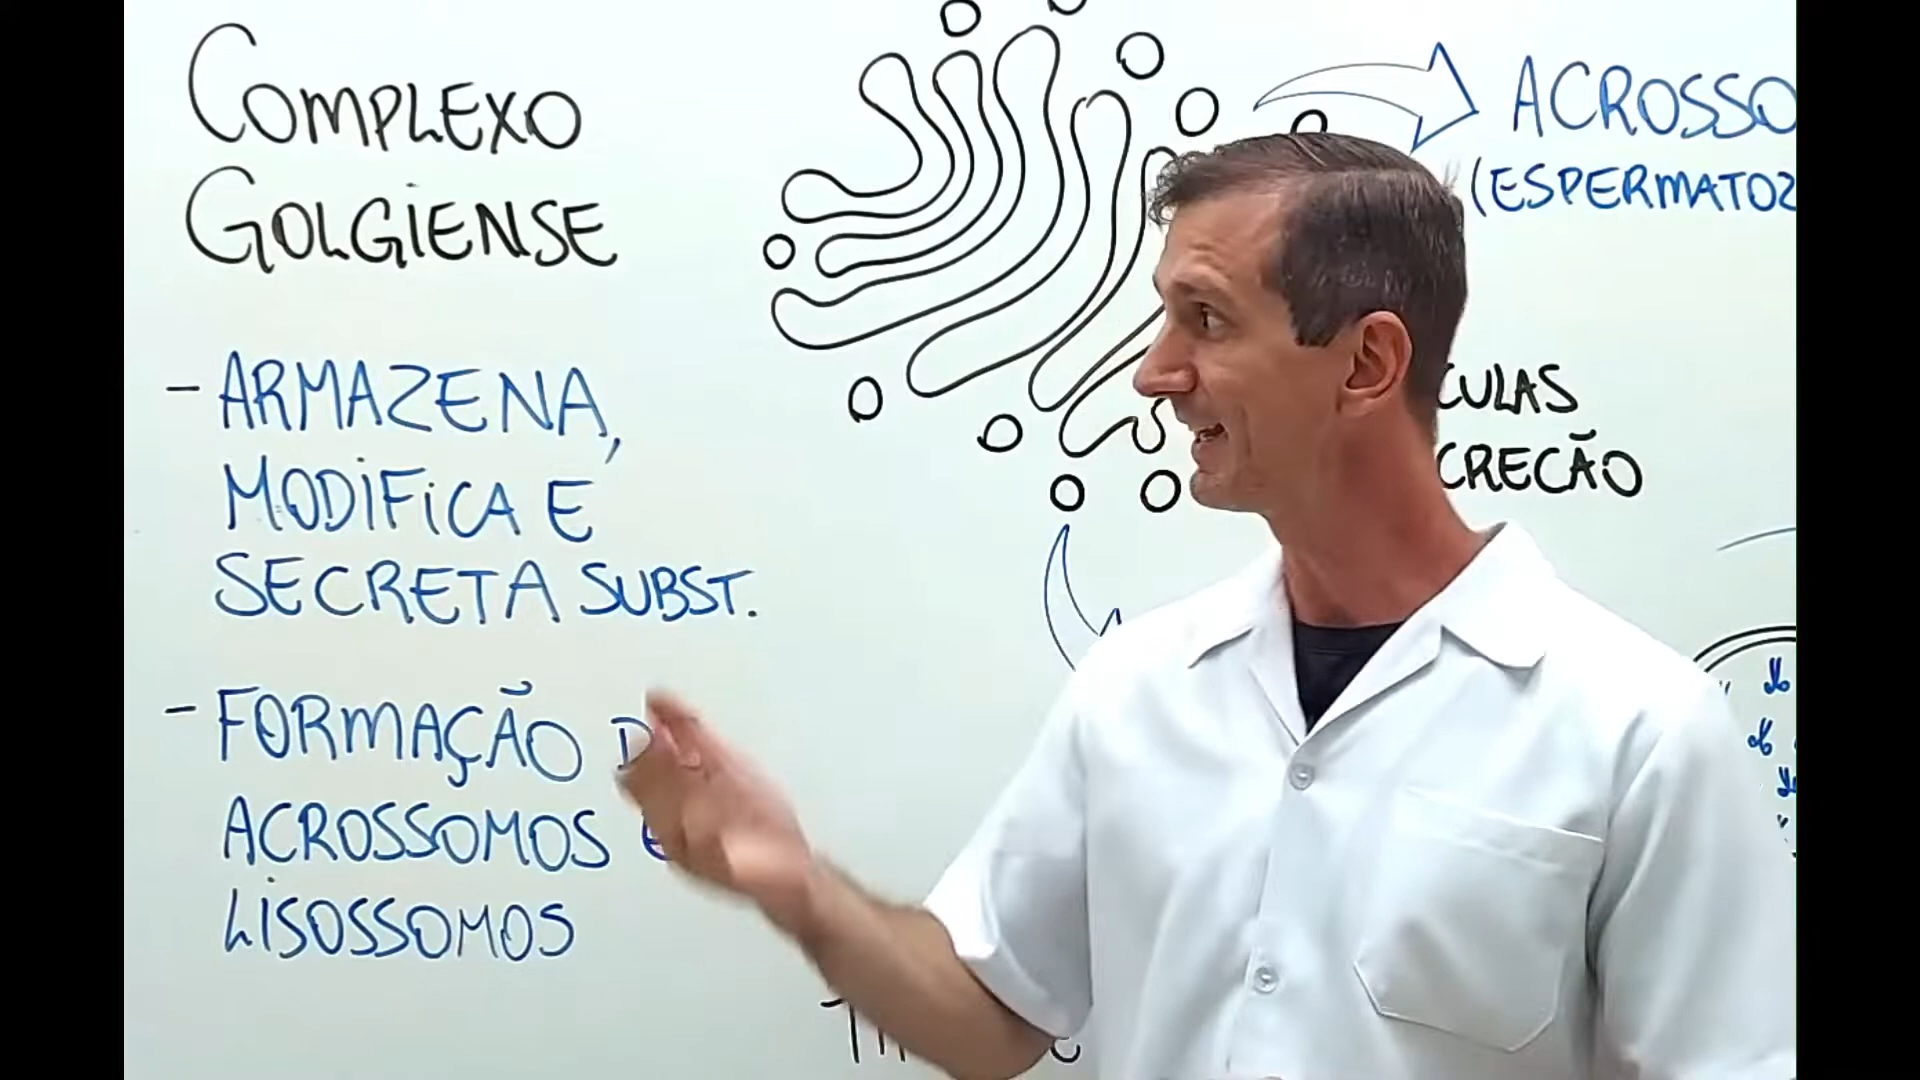 COMPLEXO
GOLGIENSE
- ARMAZENA,
MODIFICA E
SECRETA SUBST.
- FORMAÇÃO
ACROSSOMOS E
LISOSSOMOS
ACROSSO
(ESPERMATOZ
CULAS
CREÇÃO